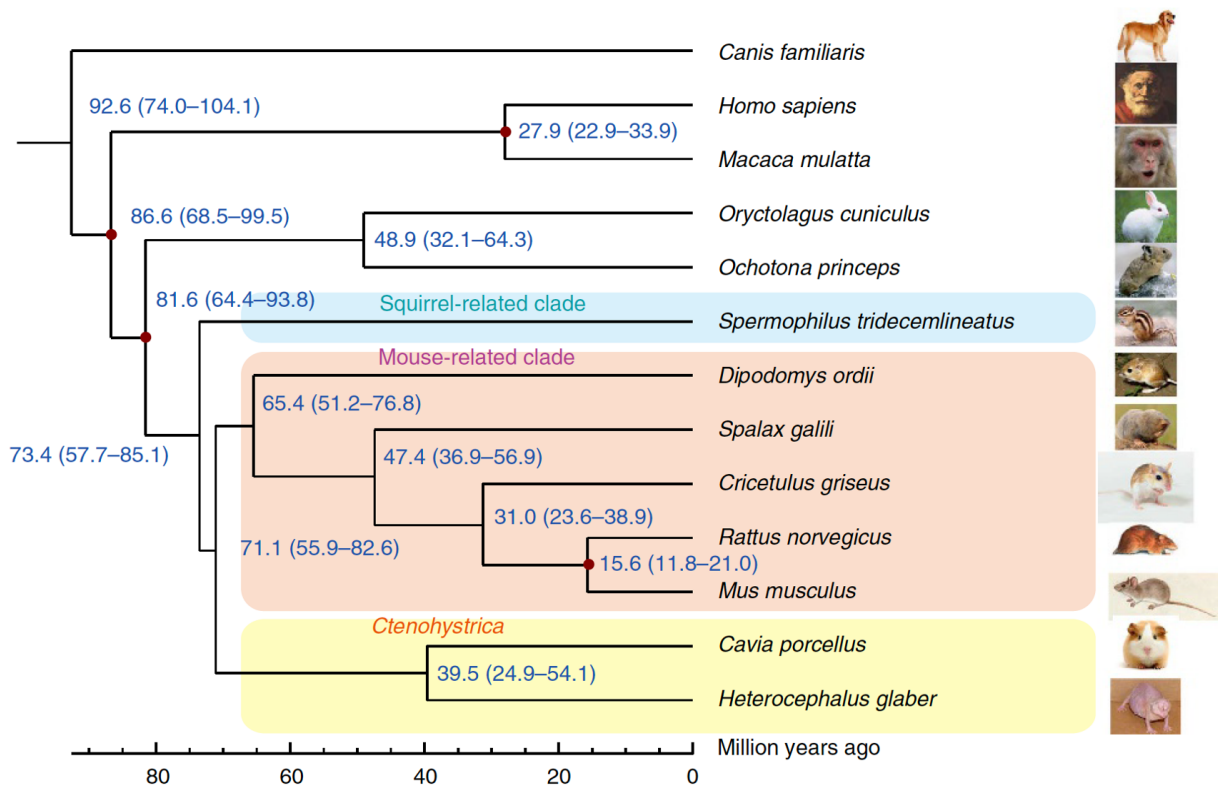 Canis familiaris
92.6 (74.0–104.1)
Homo sapiens
27.9 (22.9–33.9)
Macaca mulatta
86.6 (68.5–99.5)
Oryctolagus cuniculus
48.9 (32.1–64.3)
Ochotona princeps
81.6 (64.4–93.8)
Squirrel-related clade
Spermophilus tridecemlineatus
Mouse-related clade
Dipodomys ordii
65.4 (51.2–76.8)
Spalax galili
73.4 (57.7–85.1)
47.4 (36.9–56.9)
Cricetulus griseus
31.0 (23.6–38.9)
Rattus norvegicus
71.1 (55.9–82.6)
15.6 (11.8–21.0)
Mus musculus
Ctenohystrica
Cavia porcellus
39.5 (24.9–54.1)
Heterocephalus glaber
Million years ago
80 60 40 20 0